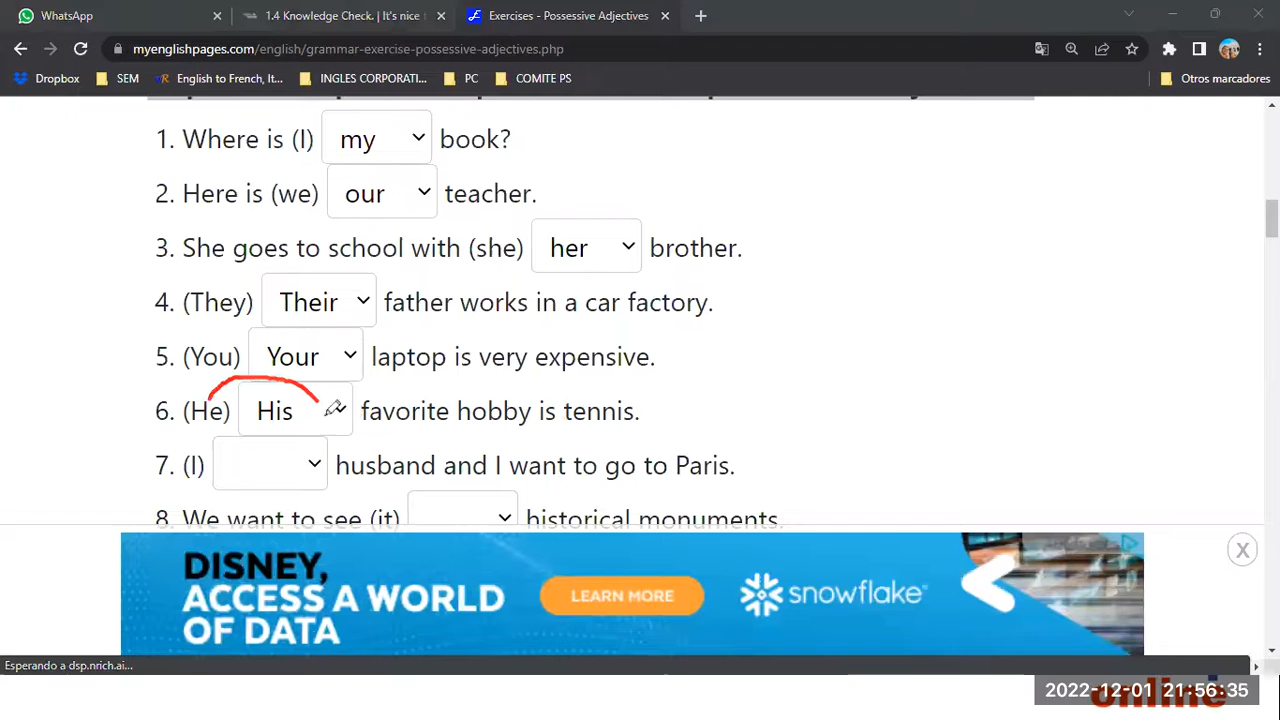 WhatsApp
1.4 Knowledge Check. | It's nice
Exercises - Possessive Adjectives
myenglishpages.com/english/grammar-exercise-possessive-adjectives.php
Dropbox SEM English to French, It... INGLES CORPORATI... PC COMITE PS Otros marcadores
1. Where is (I) my book?
2. Here is (we) our teacher.
3. She goes to school with (she) her brother.
4. (They) Their father works in a car factory.
5. (You) Your laptop is very expensive.
6. (He) His favorite hobby is tennis.
7. (I) husband and I want to go to Paris.
8. We want to see (it) historical monuments.
DISNEY,
ACCESS A WORLD
OF DATA
LEARN MORE
snowflake
Esperando a dsp.nrich.ai...
2022-12-01 21:56:35
online